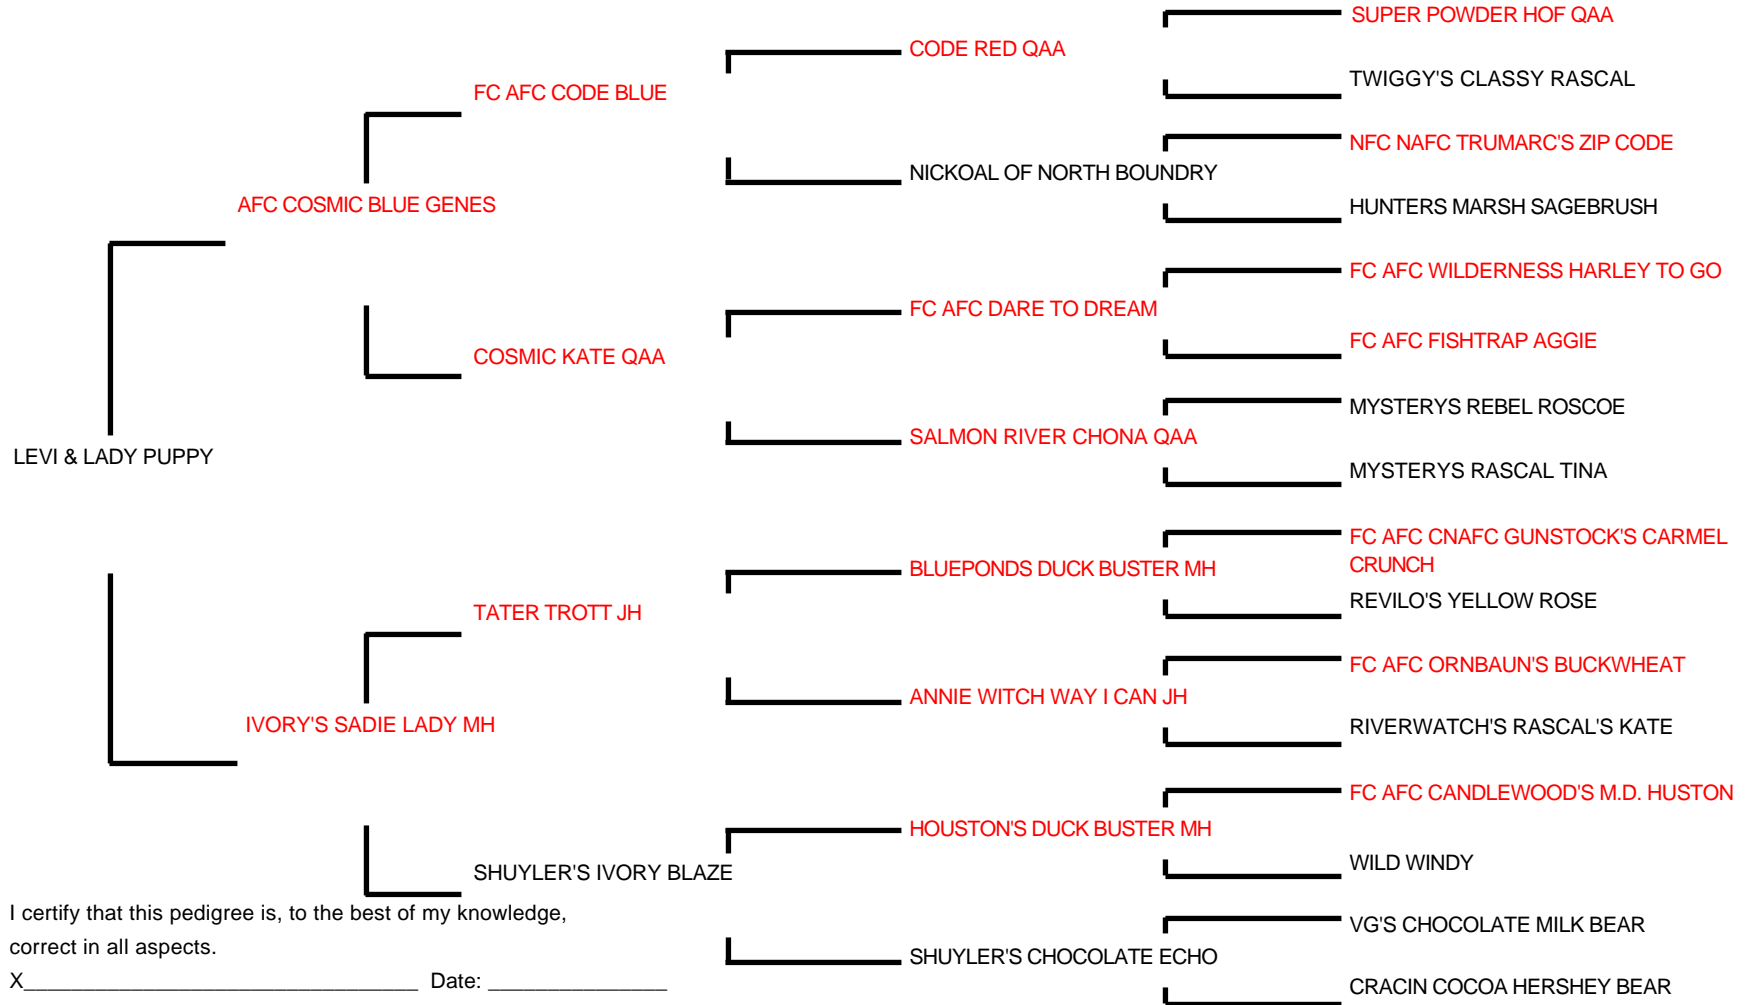 SUPER POWDER HOF QAA
CODE RED QAA
TWIGGY'S CLASSY RASCAL
FC AFC CODE BLUE
NFC NAFC TRUMARC'S ZIP CODE
NICKOAL OF NORTH BOUNDRY
HUNTERS MARSH SAGEBRUSH
AFC COSMIC BLUE GENES
FC AFC WILDERNESS HARLEY TO GO
FC AFC DARE TO DREAM
FC AFC FISHTRAP AGGIE
COSMIC KATE QAA
MYSTERYS REBEL ROSCOE
SALMON RIVER CHONA QAA
MYSTERYS RASCAL TINA
LEVI & LADY PUPPY
FC AFC CNAFC GUNSTOCK'S CARMEL
CRUNCH
BLUEPONDS DUCK BUSTER MH
REVILO'S YELLOW ROSE
TATER TROTT JH
FC AFC ORNBAUN'S BUCKWHEAT
ANNIE WITCH WAY I CAN JH
RIVERWATCH'S RASCAL'S KATE
IVORY'S SADIE LADY MH
FC AFC CANDLEWOOD'S M.D. HUSTON
HOUSTON'S DUCK BUSTER MH
WILD WINDY
SHUYLER'S IVORY BLAZE
VG'S CHOCOLATE MILK BEAR
SHUYLER'S CHOCOLATE ECHO
CRACIN COCOA HERSHEY BEAR
I certify that this pedigree is, to the best of my knowledge,
correct in all aspects.
X_________________________________ Date: _______________